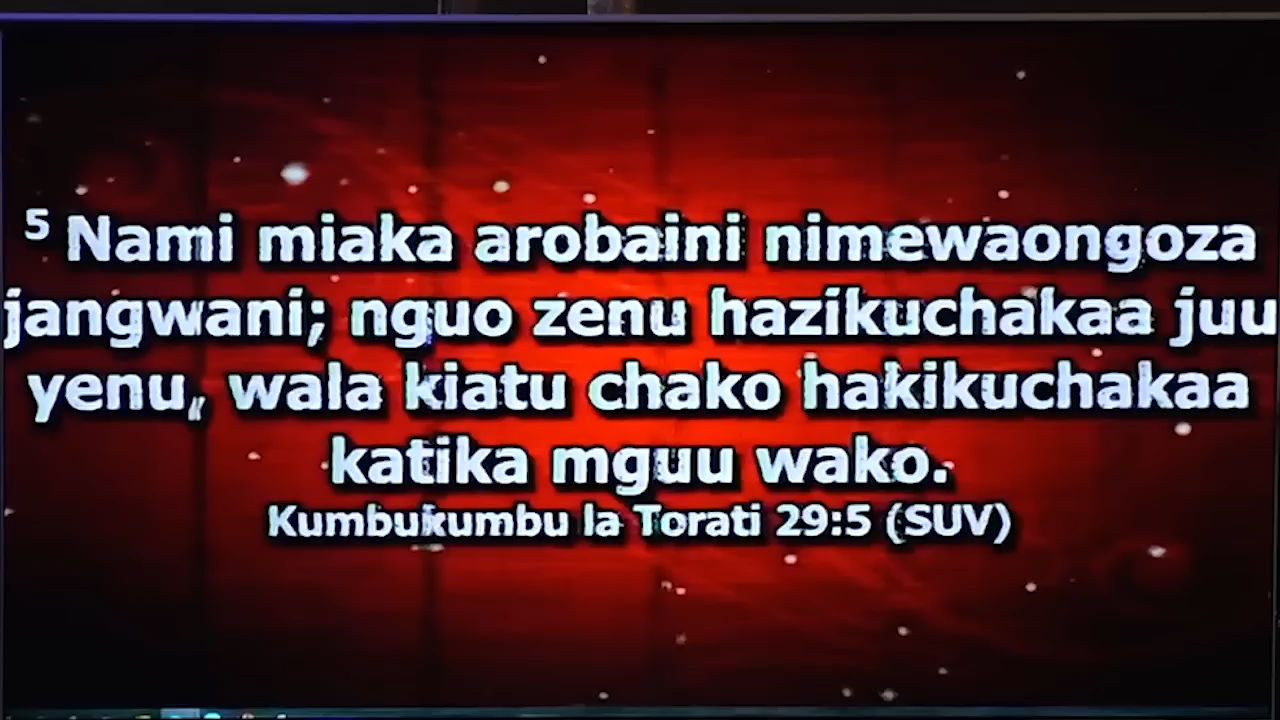 5 Nami miaka arobaini nimewaongoza
jangwani; nguo zenu hazikuchakaa juu
yenu, wala kiatu chako hakikuchakaa
katika mguu wako.
Kumbukumbu la Torati 29:5 (SUV)